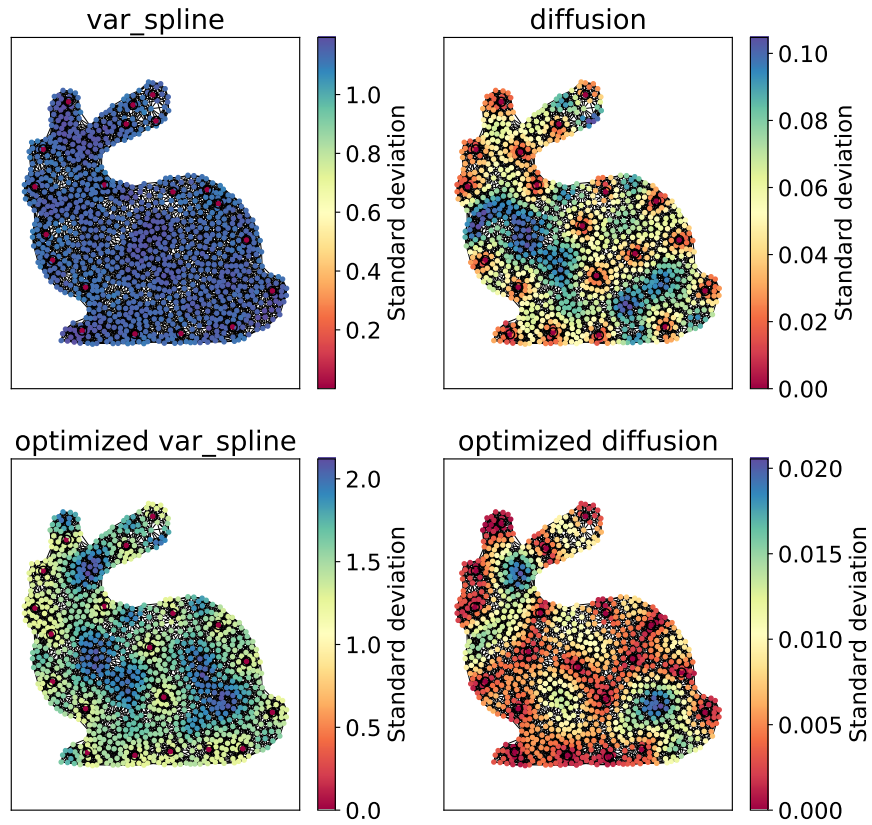 var_spline
diffusion
1.0
0.8
0.6
0.4
0.2
Standard deviation
0.10
0.08
0.06
0.04
0.02
0.00
Standard deviation
optimized var_spline
optimized diffusion
2.0
1.5
1.0
0.5
0.0
Standard deviation
0.020
0.015
0.010
0.005
0.000
Standard deviation